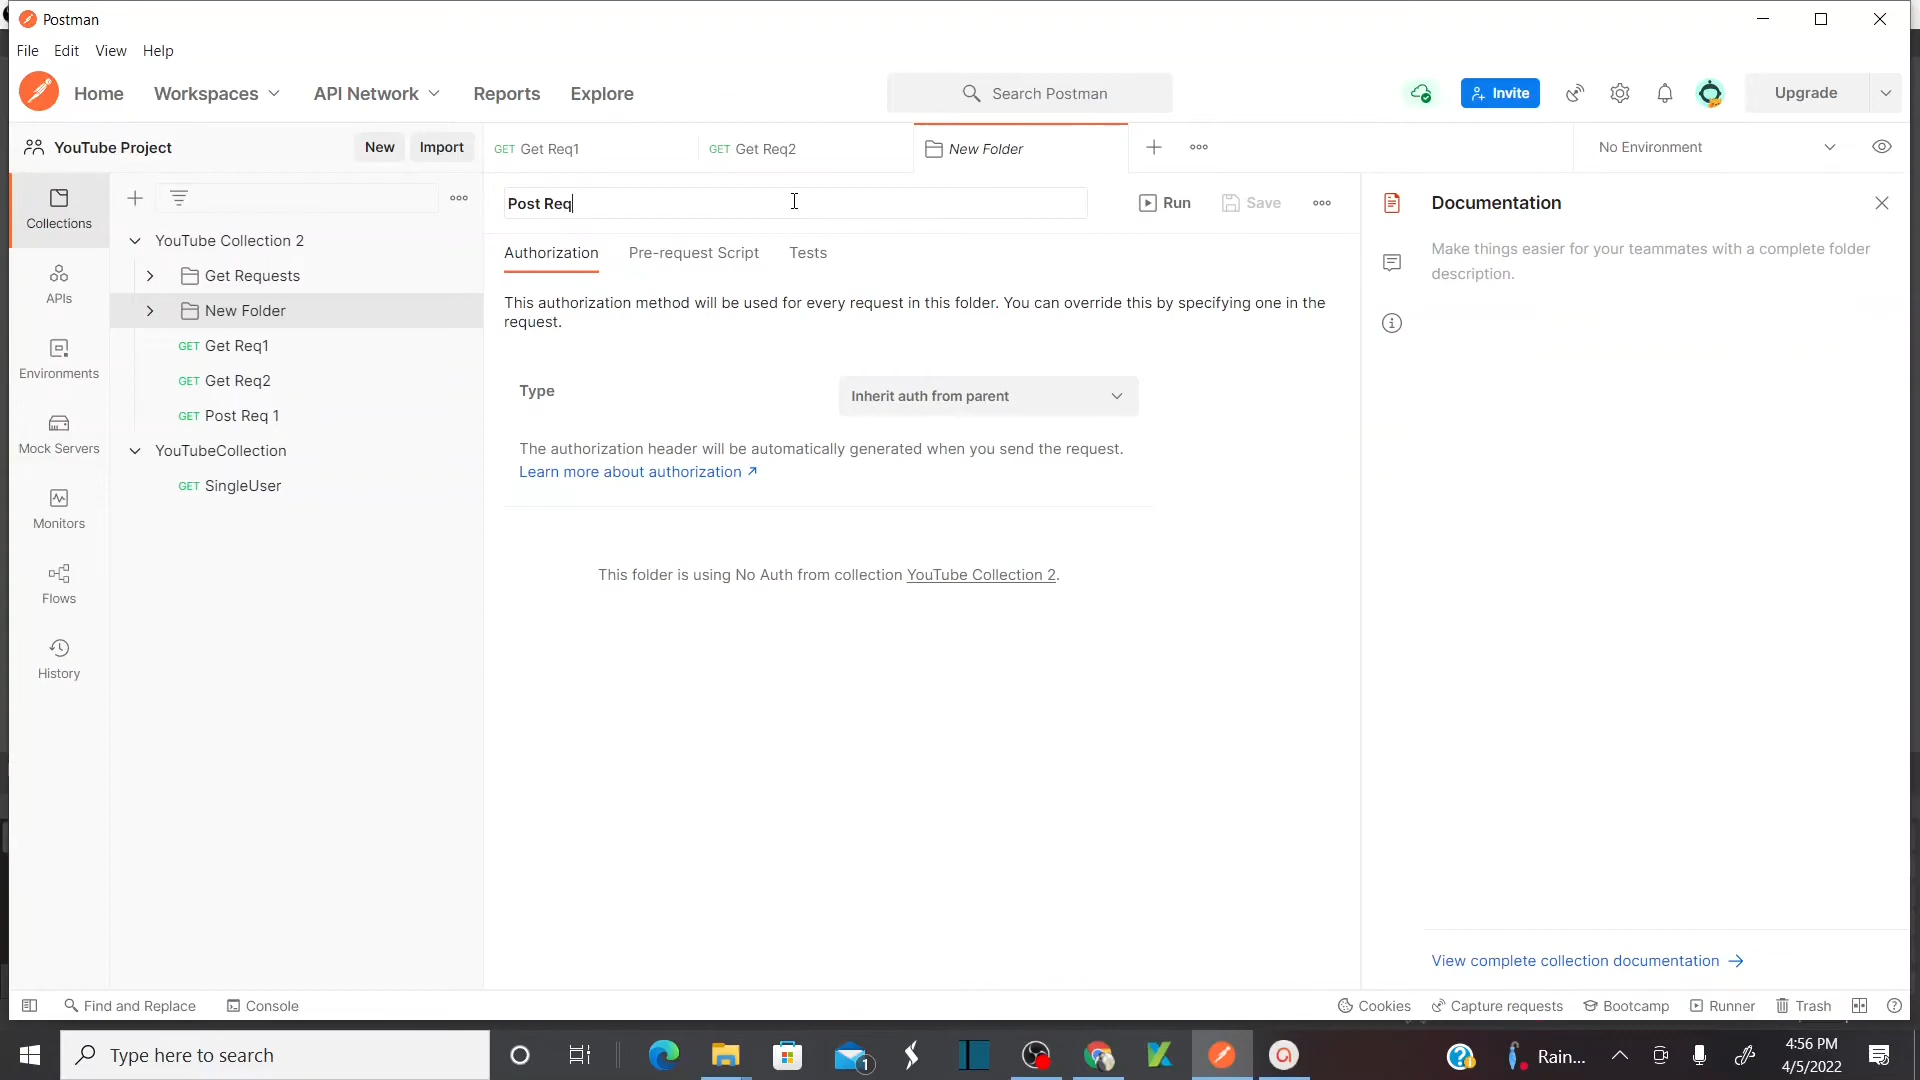 Postman
File Edit View Help
Home Workspaces API Network Reports Explore Search Postman Invite Upgrade
YouTube Project New Import GET Get Req1 GET Get Req2 New Folder No Environment
Collections
APIs
Environments
Mock Servers
Monitors
Flows
History
YouTube Collection 2
Get Requests
New Folder
GET Get Req1
GET Get Req2
GET Post Req 1
YouTubeCollection
GET SingleUser
Post Req Run Save
Authorization Pre-request Script Tests
This authorization method will be used for every request in this folder. You can override this by specifying one in the
request.
Type Inherit auth from parent
The authorization header will be automatically generated when you send the request.
Learn more about authorization ↗
This folder is using No Auth from collection YouTube Collection 2.
Documentation
Make things easier for your teammates with a complete folder
description.
View complete collection documentation →
Find and Replace Console Cookies Capture requests Bootcamp Runner Trash
Type here to search 1 Rain... 4:56 PM
4/5/2022